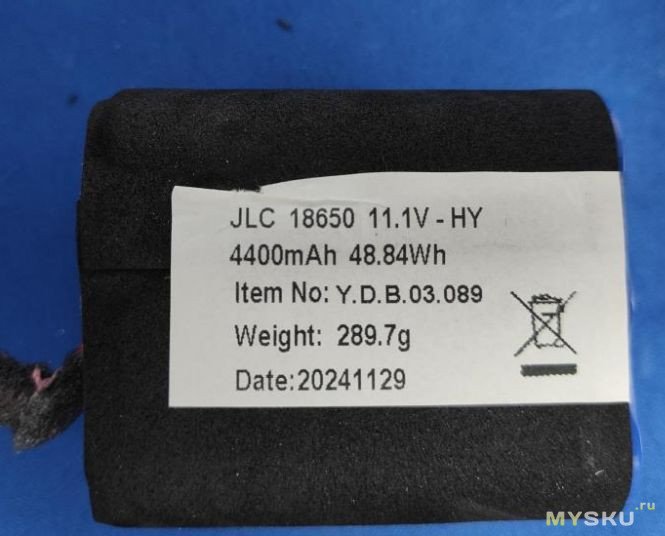 JLC 18650 11.1V - HY
4400mAh 48.84Wh
Item No: Y.D.B.03.089
Weight: 289.7g
Date:20241129
MYSKU.ru